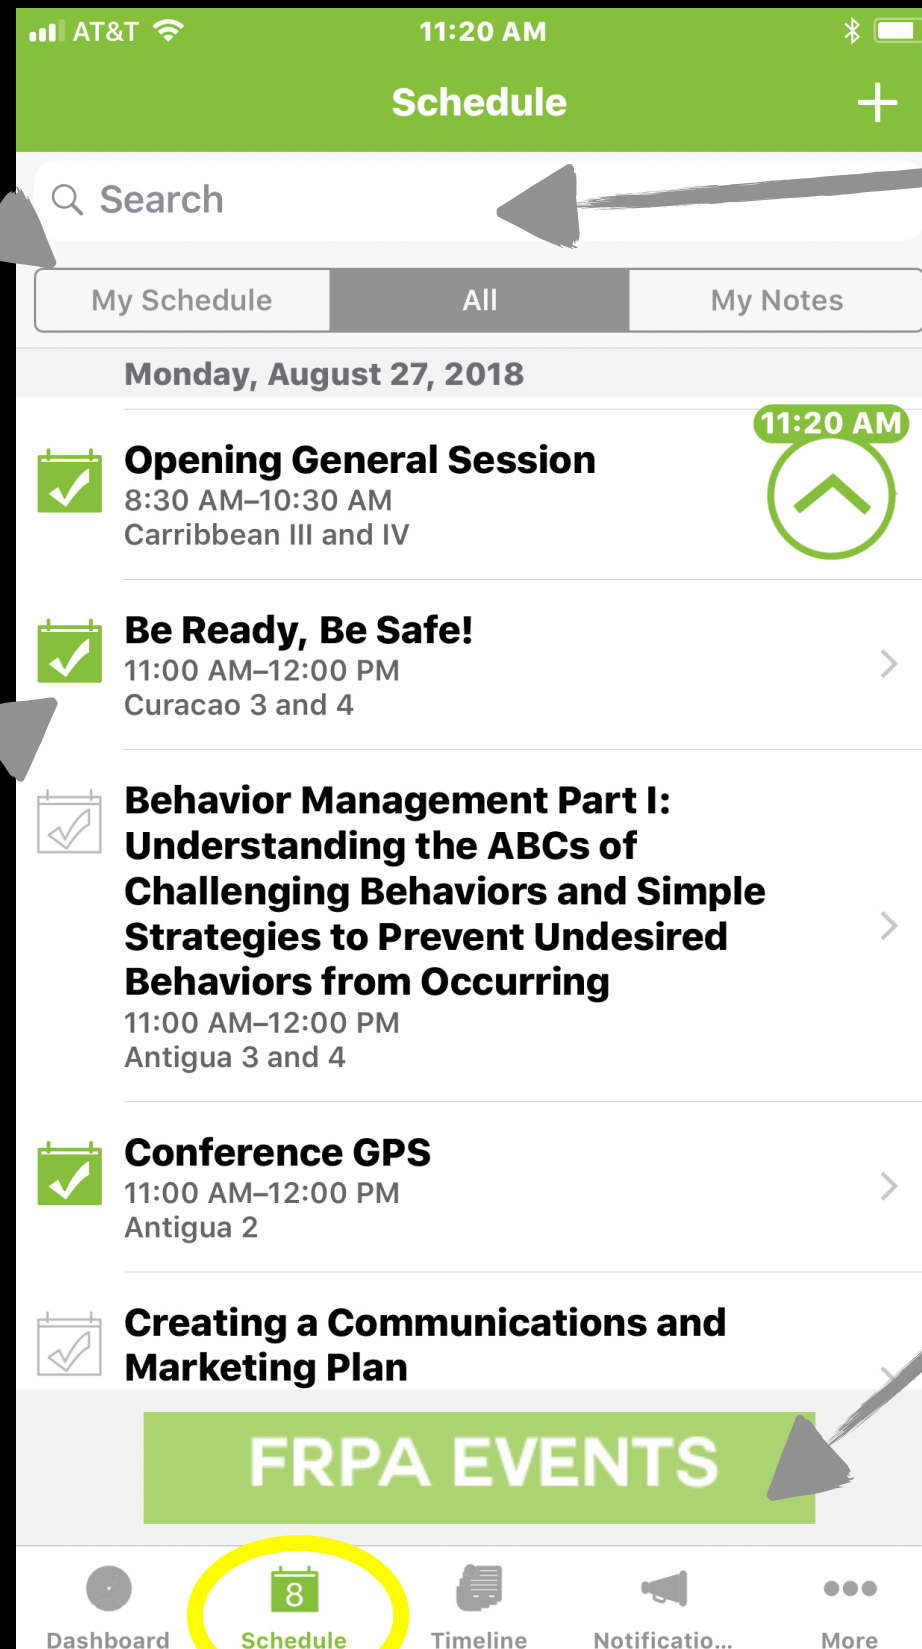 AT&T
11:20 AM
Schedule
Search
My Schedule
All
My Notes
Monday, August 27, 2018
11:20 AM
Opening General Session
8:30 AM–10:30 AM
Carribbean III and IV
Be Ready, Be Safe!
11:00 AM–12:00 PM
Curacao 3 and 4
Behavior Management Part I:
Understanding the ABCs of
Challenging Behaviors and Simple
Strategies to Prevent Undesired
Behaviors from Occurring
11:00 AM–12:00 PM
Antigua 3 and 4
Conference GPS
11:00 AM–12:00 PM
Antigua 2
Creating a Communications and
Marketing Plan
FRPA EVENTS
8
Dashboard
Schedule
Timeline
Notificatio...
More